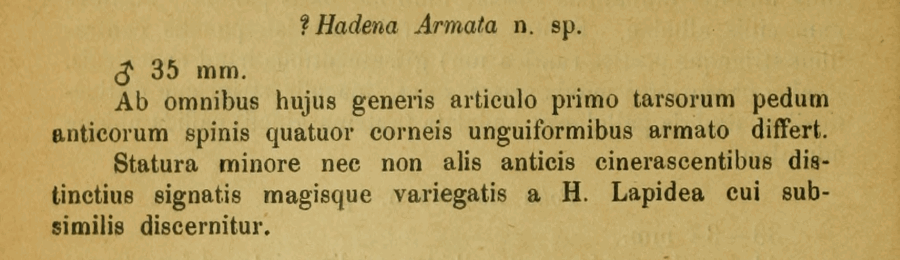 ? Hadena Armata n. sp.
♂ 35 mm.
Ab omnibus hujus generis articulo primo tarsorum pedum
anticorum spinis quatuor corneis unguiformibus armato differt.
Statura minore nec non alis anticis cinerascentibus dis-
tinctius signatis magisque variegatis a H. Lapidea cui sub-
similis discernitur.